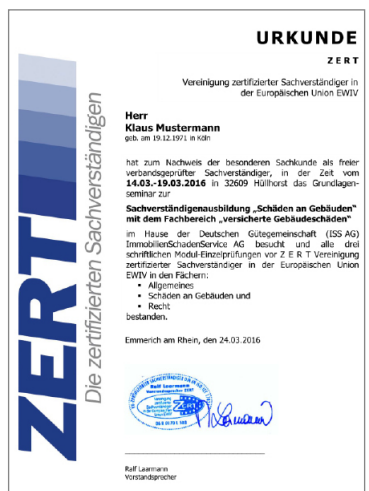 URKUNDE
Z E R T
Vereinigung zertifizierter Sachverständiger in
der Europäischen Union EWIV
Herr
Klaus Mustermann
geb. am 19.12.1971 in Köln
hat zum Nachweis der besonderen Sachkunde als freier
verbandsgeprüfter Sachverständiger, in der Zeit vom
14.03.-19.03.2016 in 32609 Hüllhorst das Grundlagen-
seminar zur
Sachverständigenausbildung „Schäden an Gebäuden“
mit dem Fachbereich „versicherte Gebäudeschäden“
im Hause der Deutschen Gütegemeinschaft (ISS AG)
ImmobilienSchadenService AG besucht und alle drei
schriftlichen Modul-Einzelprüfungen vor Z E R T Vereinigung
zertifizierter Sachverständiger in der Europäischen Union
EWIV in den Fächern:
▪ Allgemeines
▪ Schäden an Gebäuden und
▪ Recht
bestanden.
Emmerich am Rhein, den 24.03.2016
Ralf Laarmann
ZERT
Ralf Laarmann
Vorstandsprecher
ZERT
Die zertifizierten Sachverständigen